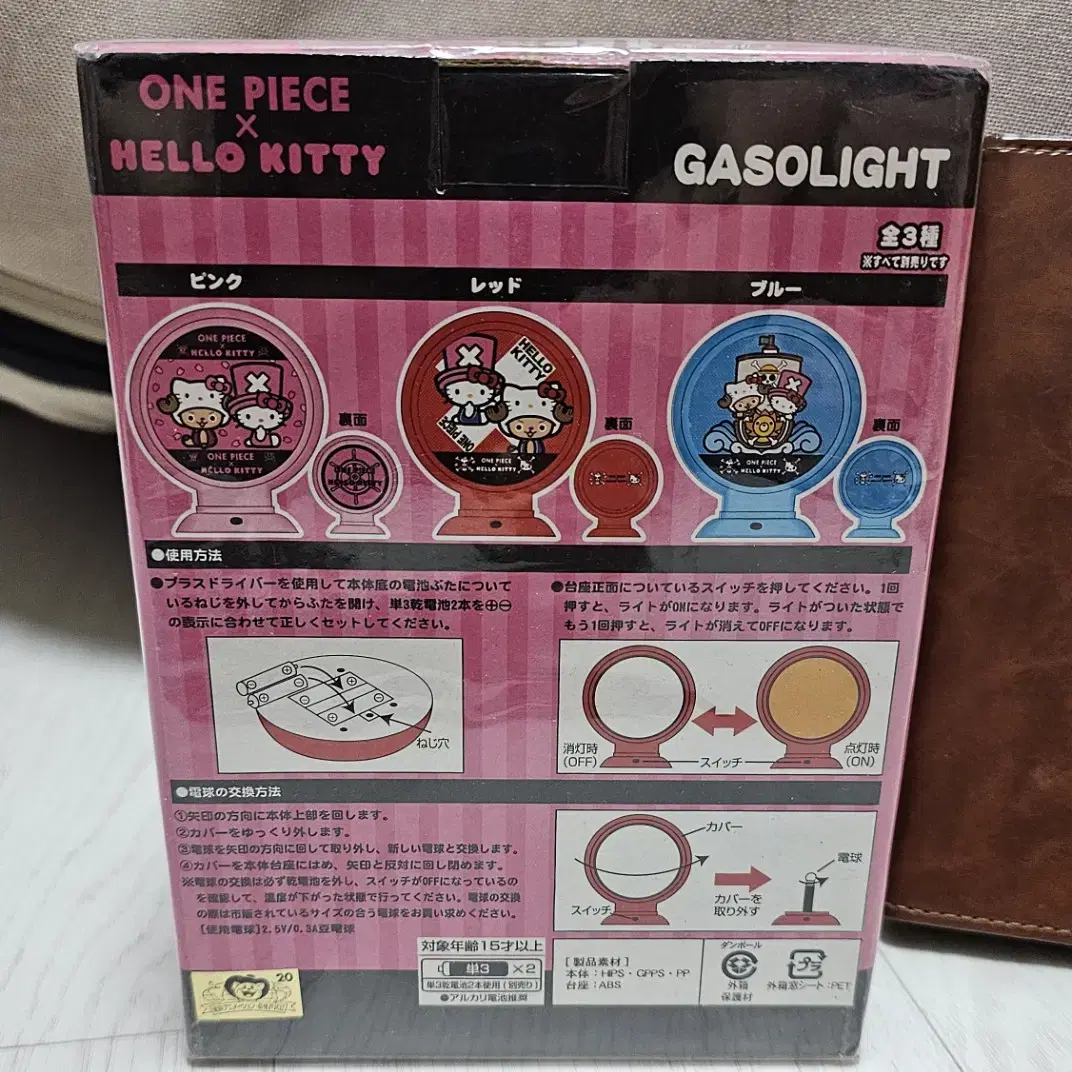 ONE PIECE
×
HELLO KITTY
GASOLIGHT
全3種
※すべて別売りです
ピンク
レッド
ブルー
ONE PIECE
×
HELLO KITTY
ONE PIECE
×
HELLO KITTY
裏面
ONE PIECE
×
HELLO KITTY
HELLO
KITTY
ONE PIECE
ONE PIECE
×
HELLO KITTY
裏面
ONE PIECE
×
HELLO KITTY
裏面
●使用方法
●プラスドライバーを使用して本体底の電池ぶたについて
いるねじを外してからふたを開け、単3乾電池2本を⊕⊖
の表示に合わせて正しくセットしてください。
ねじ穴
●台座正面についているスイッチを押してください。1回
押すと、ライトがONになります。ライトがついた状態で
もう1回押すと、ライトが消えてOFFになります。
消灯時
(OFF)
スイッチ
点灯時
(ON)
●電球の交換方法
①矢印の方向に本体上部を回します。
②カバーをゆっくり外します。
③電球を矢印の方向に回して取り外し、新しい電球と交換します。
④カバーを本体台座にはめ、矢印と反対に回し閉めます。
※電球の交換は必ず乾電池を外し、スイッチがOFFになっているの
を確認して、温度が下がった状態で行ってください。電球の交換
の際は市販されているサイズの合う電球をお買い求めください。
[使用電球]2.5V/0.3A豆電球
カバー
スイッチ
カバーを
取り外す
電球
対象年齢15才以上
単3 ×2
単3乾電池2本使用(別売り)
●アルカリ電池推奨
[製品素材]
本体:HIPS・GPPS・PP
台座:ABS
ダンボール
外箱
保護材
プラ
外箱窓シート:PET
20